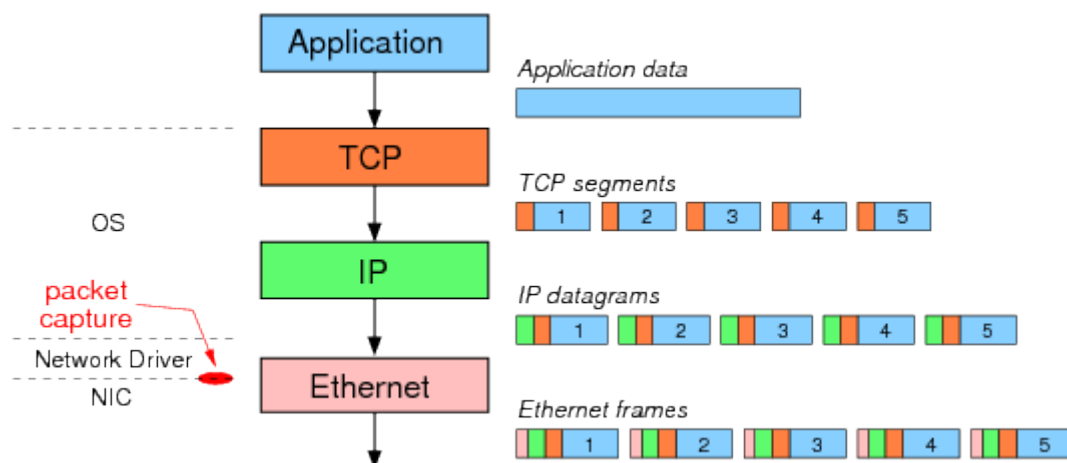 Application
Application data
TCP
TCP segments
1 2 3 4 5
OS
IP
IP datagrams
1 2 3 4 5
packet
capture
Network Driver
NIC
Ethernet
Ethernet frames
1 2 3 4 5